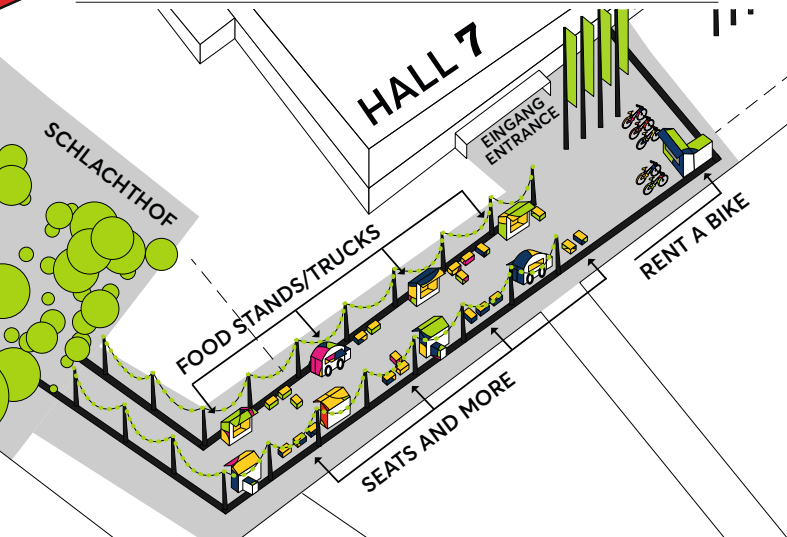 HALL 7
SCHLACHTHOF
EINGANG
ENTRANCE
FOOD STANDS/TRUCKS
RENT A BIKE
SEATS AND MORE